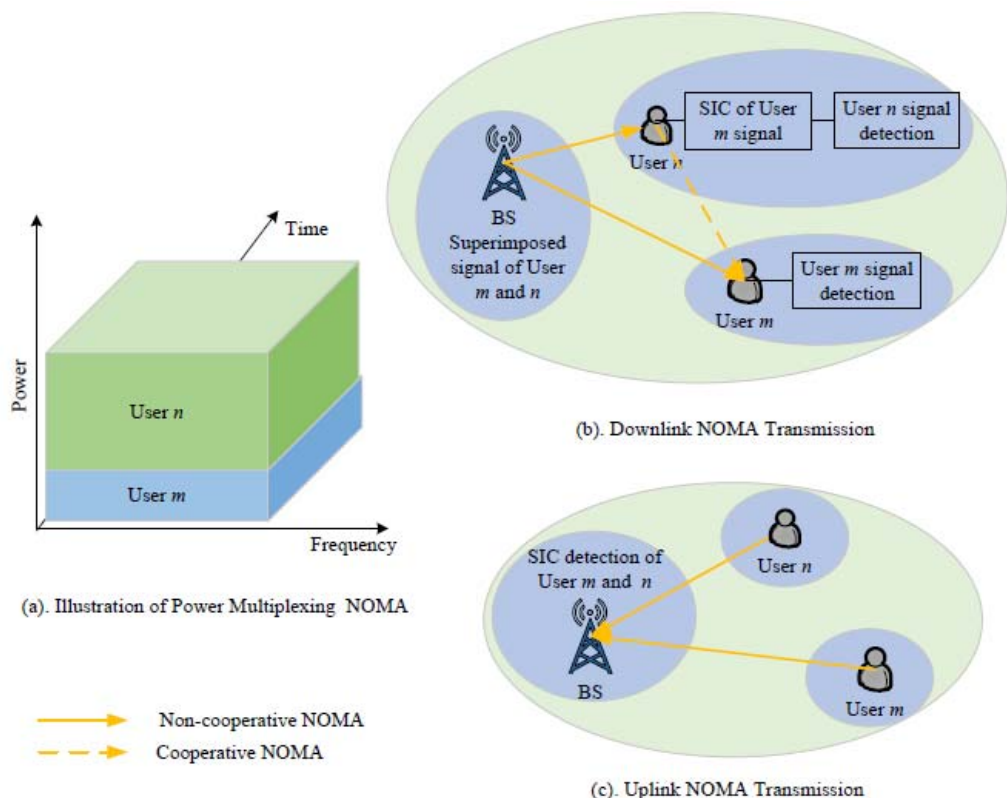 Power
Time
User n
User m
Frequency
(a). Illustration of Power Multiplexing NOMA
Non-cooperative NOMA
Cooperative NOMA
BS
Superimposed
signal of User
m and n
User n
SIC of User
m signal
User n signal
detection
User m
User m signal
detection
(b). Downlink NOMA Transmission
SIC detection of
User m and n
BS
User n
User m
(c). Uplink NOMA Transmission